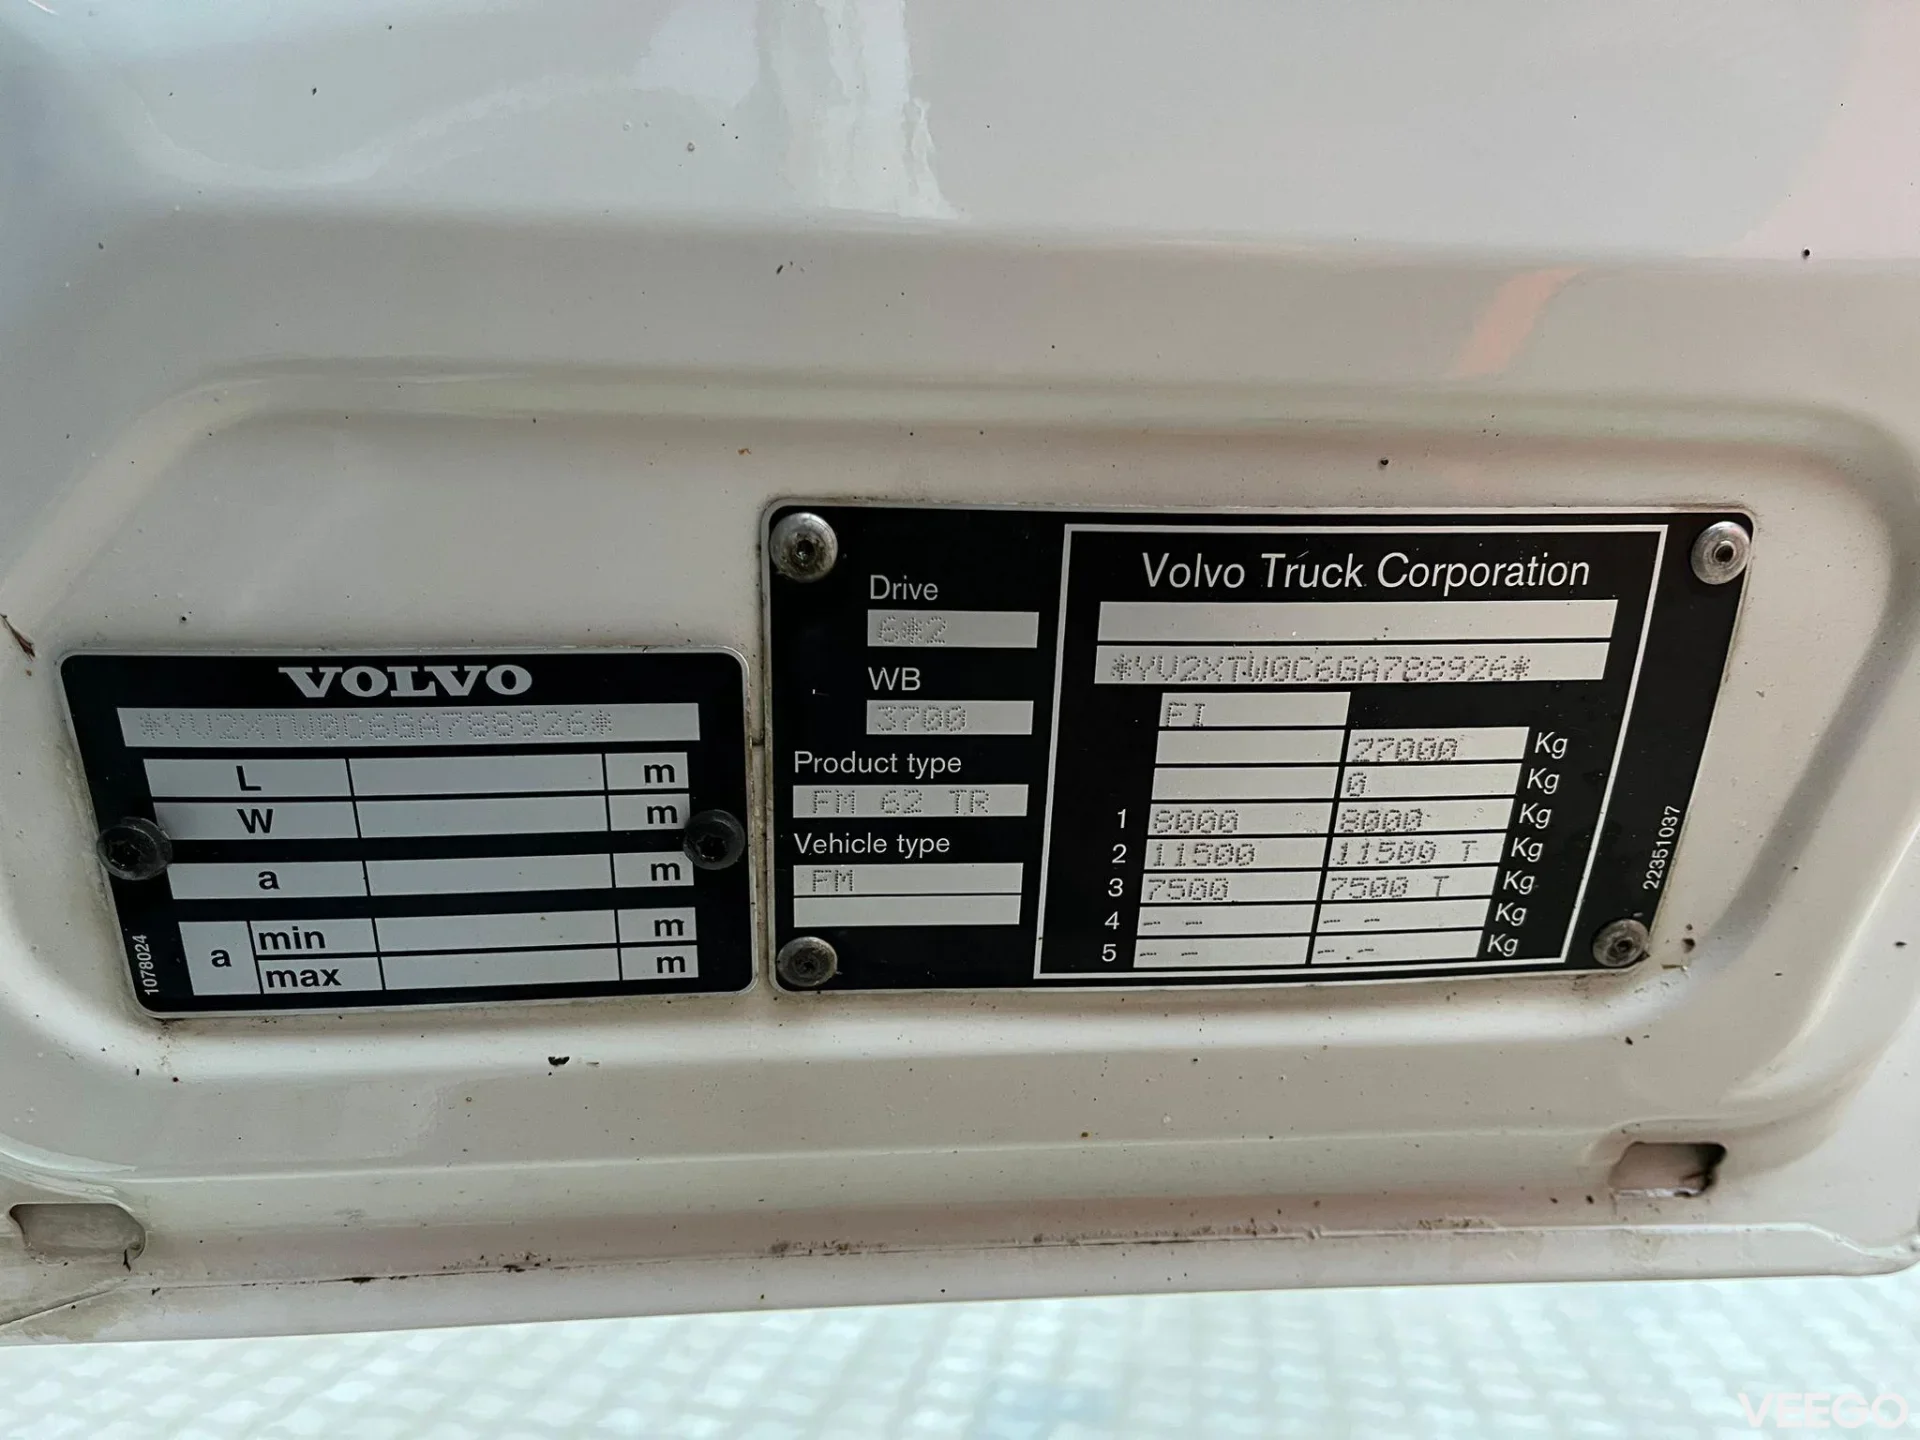 VOLVO
*YV2XTW0C6GA788926*
L m
W m
a m
a min m
max m
1078024
Drive
6*2
WB
3700
Product type
FM 62 TR
Vehicle type
FM
Volvo Truck Corporation
*YV2XTW0C6GA788926*
FI
27000 Kg
0 Kg
1 8000 8000 Kg
2 11500 11500 T Kg
3 7500 7500 T Kg
4 -- -- -- -- Kg
5 -- -- -- -- Kg
22351037
VEEGO